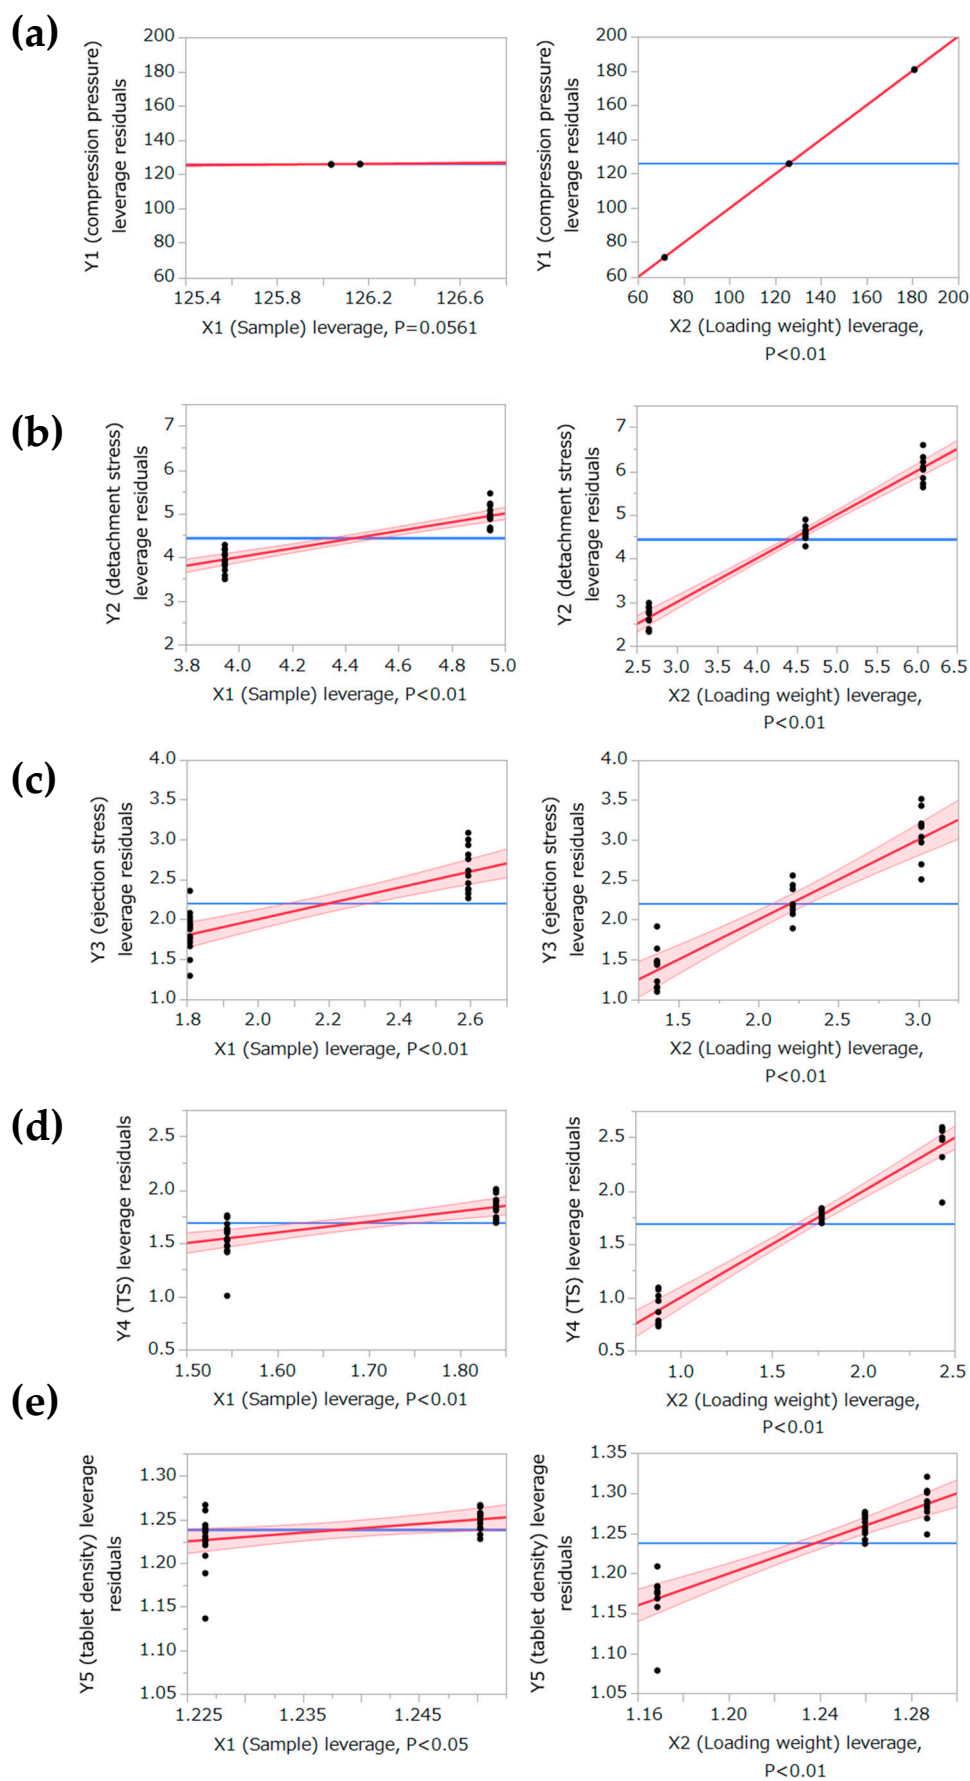 (a)
200
180
160
140
120
100
80
60
Y1 (compression pressure)
leverage residuals
125.4 125.8 126.2 126.6
X1 (Sample) leverage, P=0.0561
200
180
160
140
120
100
80
60
Y1 (compression pressure)
leverage residuals
60 80 100 120 140 160 180 200
X2 (Loading weight) leverage,
P<0.01
(b)
7
6
5
4
3
2
Y2 (detachment stress)
leverage residuals
3.8 4.0 4.2 4.4 4.6 4.8 5.0
X1 (Sample) leverage, P<0.01
7
6
5
4
3
2
Y2 (detachment stress)
leverage residuals
2.5 3.0 3.5 4.0 4.5 5.0 5.5 6.0 6.5
X2 (Loading weight) leverage,
P<0.01
(c)
4.0
3.5
3.0
2.5
2.0
1.5
1.0
Y3 (ejection stress)
leverage residuals
1.8 2.0 2.2 2.4 2.6
X1 (Sample) leverage, P<0.01
4.0
3.5
3.0
2.5
2.0
1.5
1.0
Y3 (ejection stress)
leverage residuals
1.5 2.0 2.5 3.0
X2 (Loading weight) leverage,
P<0.01
(d)
2.5
2.0
1.5
1.0
0.5
Y4 (TS) leverage residuals
1.50 1.60 1.70 1.80
X1 (Sample) leverage, P<0.01
2.5
2.0
1.5
1.0
0.5
Y4 (TS) leverage residuals
1.0 1.5 2.0 2.5
X2 (Loading weight) leverage,
P<0.01
(e)
1.30
1.25
1.20
1.15
1.10
1.05
Y5 (tablet density) leverage
residuals
1.225 1.235 1.245
X1 (Sample) leverage, P<0.05
1.35
1.30
1.25
1.20
1.15
1.10
1.05
Y5 (tablet density) leverage
residuals
1.16 1.20 1.24 1.28
X2 (Loading weight) leverage,
P<0.01